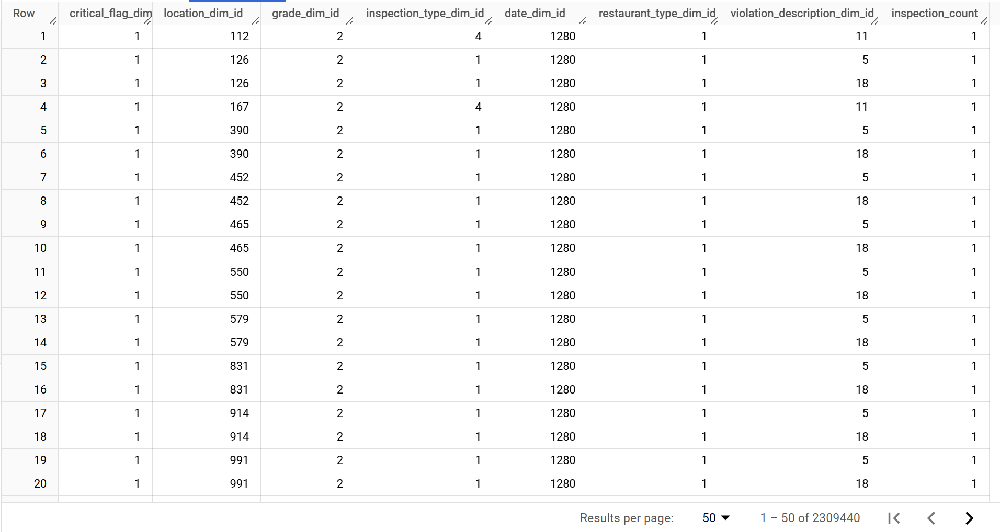 Row critical_flag_dim location_dim_id grade_dim_id inspection_type_dim_id date_dim_id restaurant_type_dim_id violation_description_dim_id inspection_count
1 1 112 2 4 1280 1 11 1
2 1 126 2 1 1280 1 5 1
3 1 126 2 1 1280 1 18 1
4 1 167 2 4 1280 1 11 1
5 1 390 2 1 1280 1 5 1
6 1 390 2 1 1280 1 18 1
7 1 452 2 1 1280 1 5 1
8 1 452 2 1 1280 1 18 1
9 1 465 2 1 1280 1 5 1
10 1 465 2 1 1280 1 18 1
11 1 550 2 1 1280 1 5 1
12 1 550 2 1 1280 1 18 1
13 1 579 2 1 1280 1 5 1
14 1 579 2 1 1280 1 18 1
15 1 831 2 1 1280 1 5 1
16 1 831 2 1 1280 1 18 1
17 1 914 2 1 1280 1 5 1
18 1 914 2 1 1280 1 18 1
19 1 991 2 1 1280 1 5 1
20 1 991 2 1 1280 1 18 1
Results per page: 50 1 – 50 of 2309440